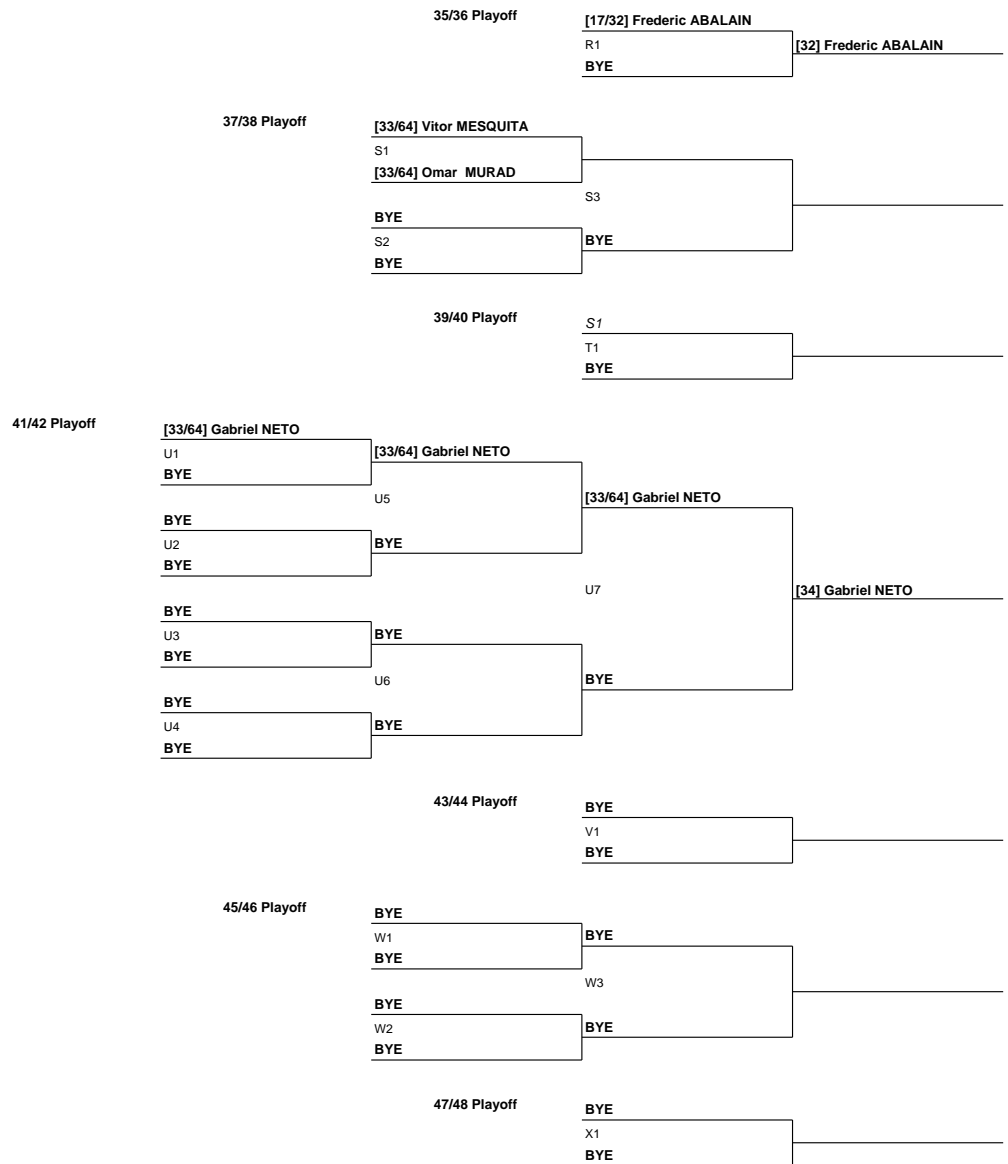 35/36 Playoff
[17/32] Frederic ABALAIN
R1
[32] Frederic ABALAIN
BYE
37/38 Playoff
[33/64] Vitor MESQUITA
S1
[33/64] Omar  MURAD
S3
BYE
S2
BYE
BYE
39/40 Playoff
S1
T1
BYE
41/42 Playoff
[33/64] Gabriel NETO
U1
[33/64] Gabriel NETO
BYE
U5
[33/64] Gabriel NETO
BYE
U2
BYE
BYE
U7
[34] Gabriel NETO
BYE
U3
BYE
BYE
U6
BYE
BYE
U4
BYE
BYE
43/44 Playoff
BYE
V1
BYE
45/46 Playoff
BYE
W1
BYE
BYE
W3
BYE
W2
BYE
BYE
47/48 Playoff
BYE
X1
BYE